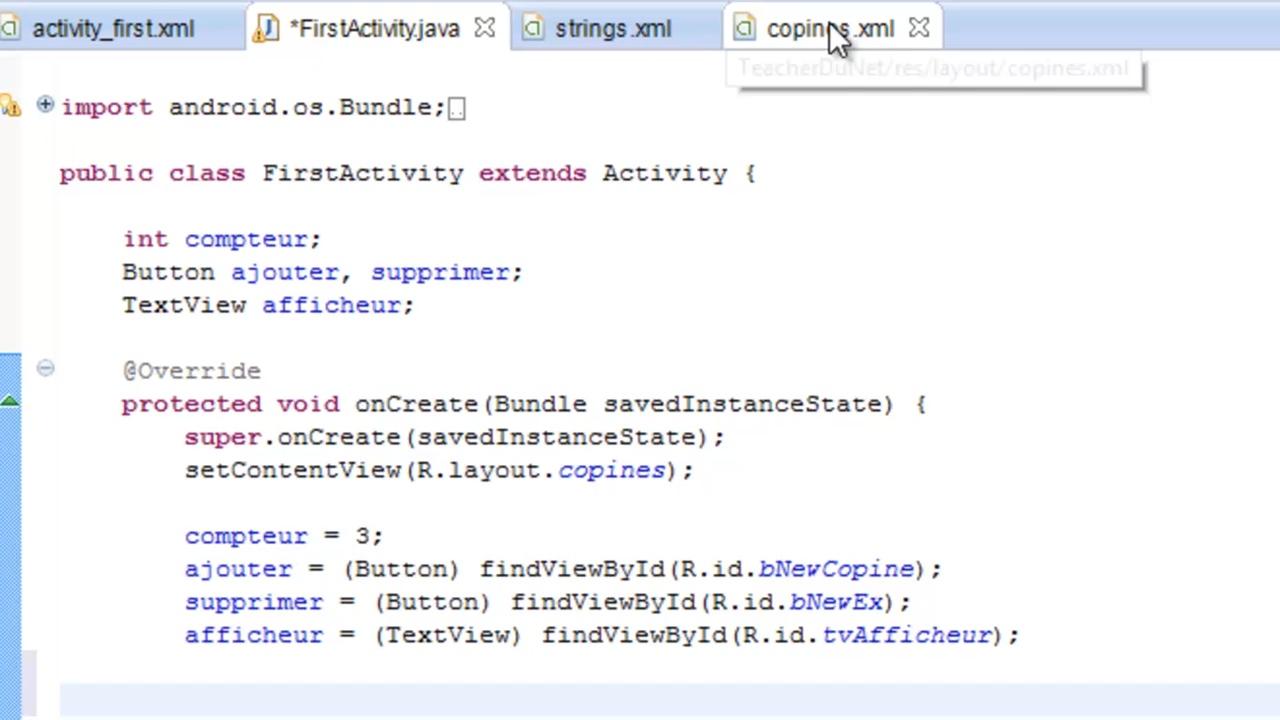 activity_first.xml *FirstActivity.java strings.xml copines.xml
TeacherDuNet/res/layout/copines.xml
import android.os.Bundle;
public class FirstActivity extends Activity {
int compteur;
Button ajouter, supprimer;
TextView afficheur;
@Override
protected void onCreate(Bundle savedInstanceState) {
super.onCreate(savedInstanceState);
setContentView(R.layout.copines);
compteur = 3;
ajouter = (Button) findViewById(R.id.bNewCopine);
supprimer = (Button) findViewById(R.id.bNewEx);
afficheur = (TextView) findViewById(R.id.tvAfficheur);